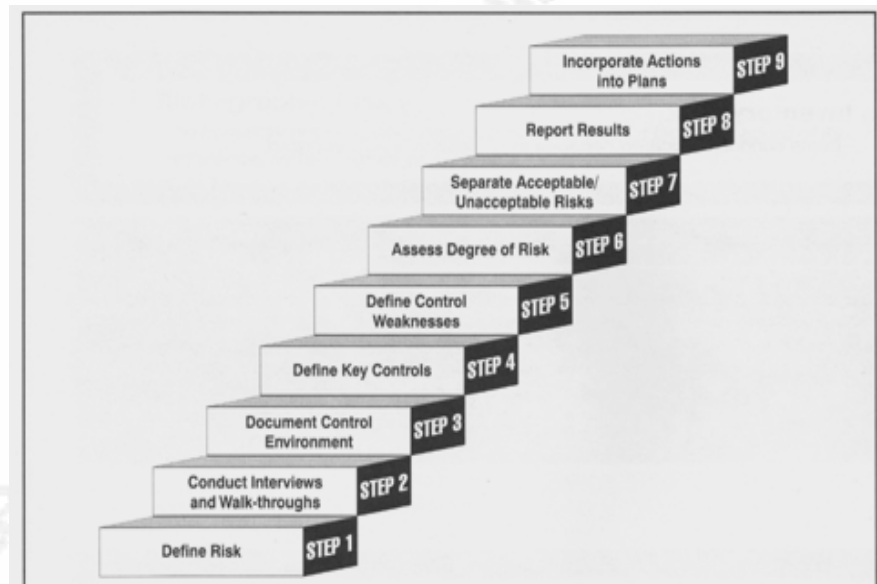 Incorporate Actions
into Plans
STEP 9
Report Results
STEP 8
Separate Acceptable/
Unacceptable Risks
STEP 7
Assess Degree of Risk
STEP 6
Define Control
Weaknesses
STEP 5
Define Key Controls
STEP 4
Document Control
Environment
STEP 3
Conduct Interviews
and Walk-throughs
STEP 2
Define Risk
STEP 1